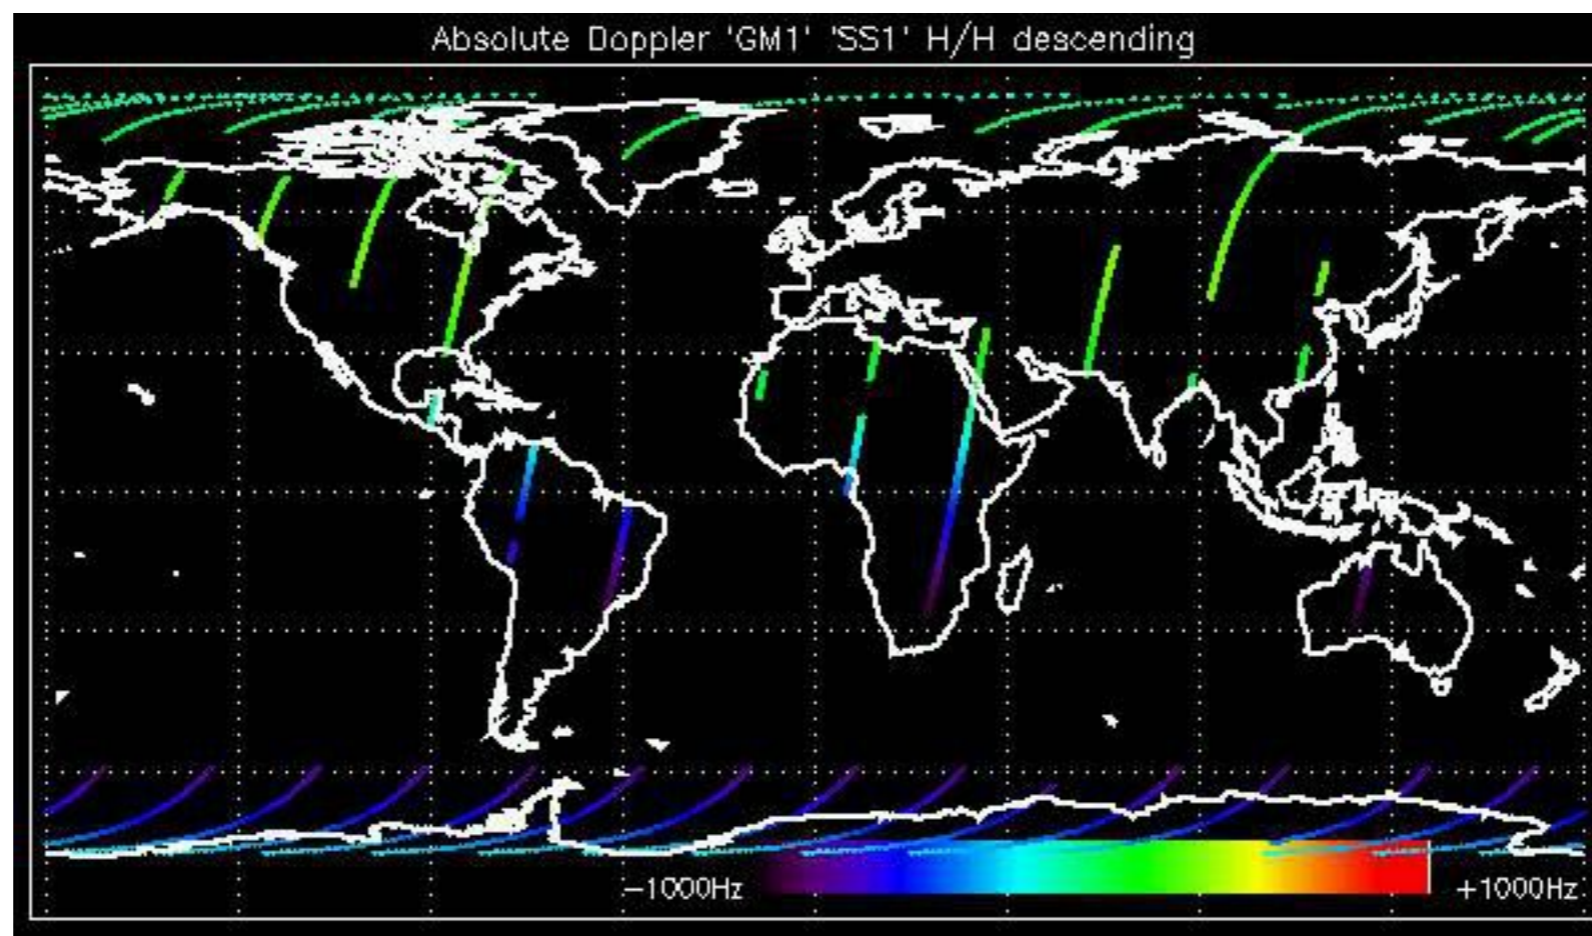 Absolute Doppler 'GM1' 'SS1' H/H descending
−1000Hz
+1000Hz